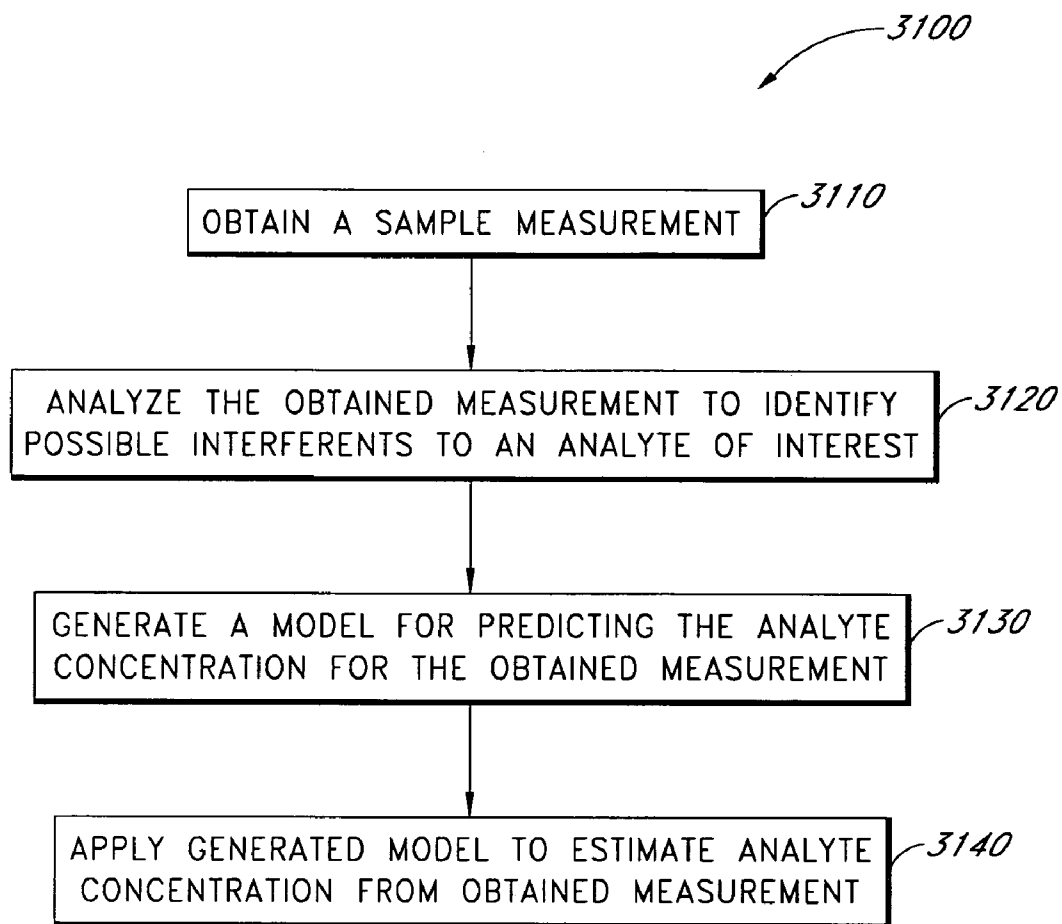 3100
OBTAIN A SAMPLE MEASUREMENT
3110
ANALYZE THE OBTAINED MEASUREMENT TO IDENTIFY
POSSIBLE INTERFERENTS TO AN ANALYTE OF INTEREST
3120
GENERATE A MODEL FOR PREDICTING THE ANALYTE
CONCENTRATION FOR THE OBTAINED MEASUREMENT
3130
APPLY GENERATED MODEL TO ESTIMATE ANALYTE
CONCENTRATION FROM OBTAINED MEASUREMENT
3140